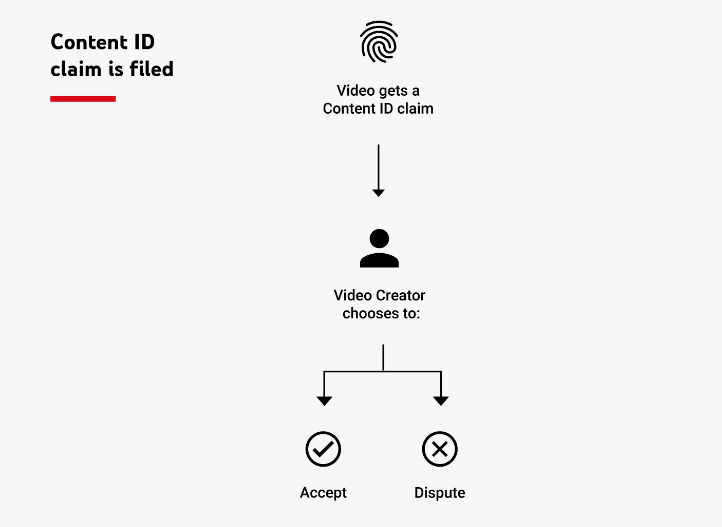 Content ID
claim is filed
Video gets a
Content ID claim
Video Creator
chooses to:
Accept
Dispute